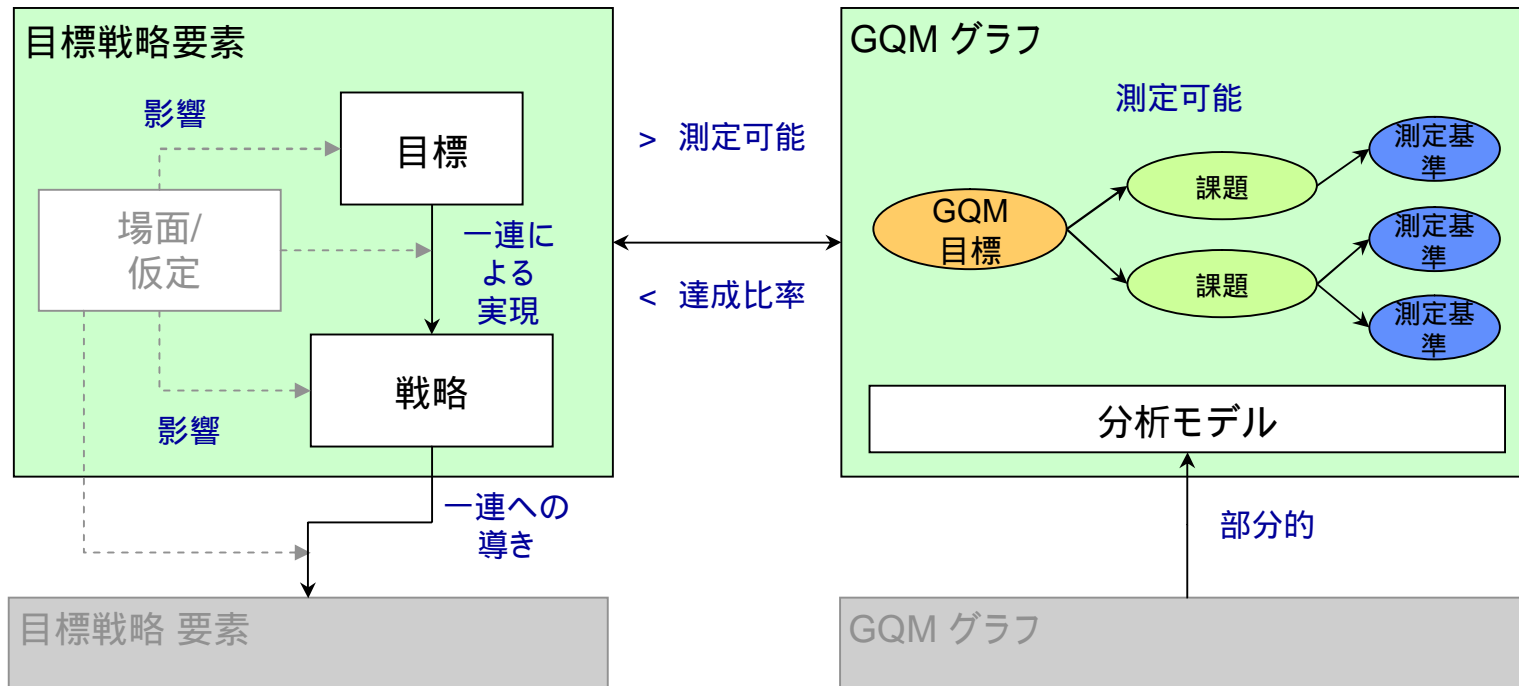 目標戦略要素
影響
目標
場面/
仮定
一連に
よる
実現
戦略
影響
一連への
導き
目標戦略 要素
> 測定可能
< 達成比率
GQM グラフ
測定可能
GQM
目標
課題
課題
測定基
準
測定基
準
測定基
準
分析モデル
部分的
GQM グラフ